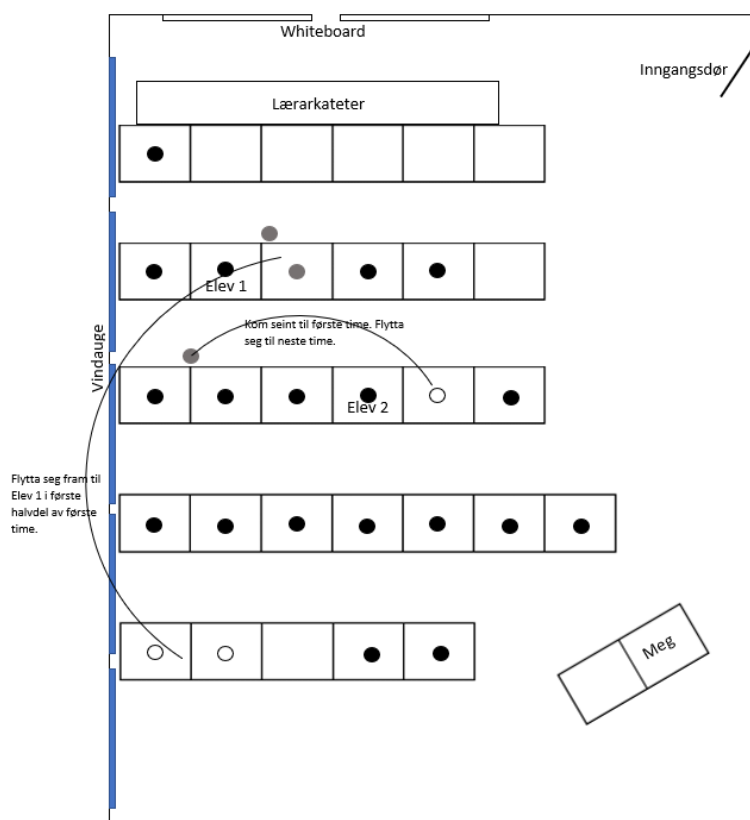 Whiteboard
Inngangsdør
Lærarkateter
Elev 1
Kom seint til første time. Flytta
seg til neste time.
Vindauge
Elev 2
Flytta seg fram til
Elev 1 i første
halvdel av første
time.
Meg